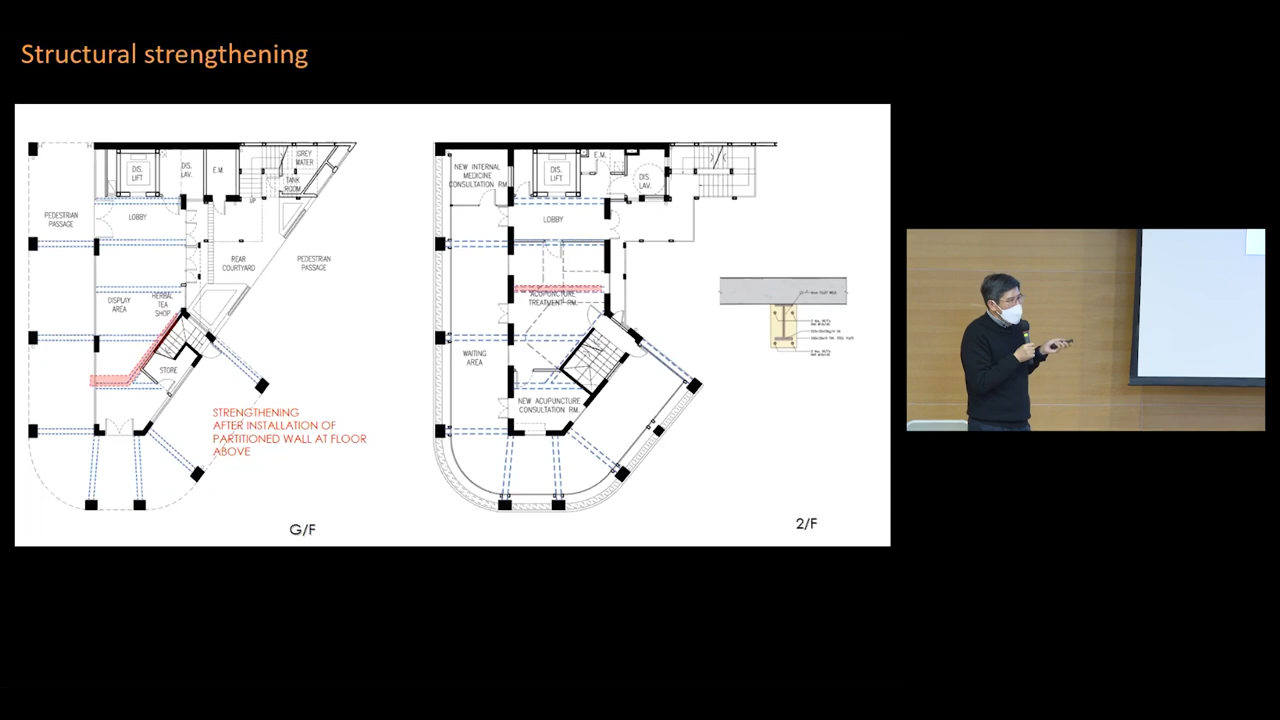 Structural strengthening
GREY
WATER
TANK
ROOM
DIS.
LIFT
DIS.
LAV.
E.M.
PEDESTRIAN
PASSAGE
LOBBY
REAR
COURTYARD
PEDESTRIAN
PASSAGE
DISPLAY
AREA
HERBAL
TEA
SHOP
STORE
STRENGTHENING
AFTER INSTALLATION OF
PARTITIONED WALL AT FLOOR
ABOVE
G/F
NEW INTERNAL
MEDICINE
CONSULTATION RM
DIS.
LIFT
E.M.
DIS.
LAV.
LOBBY
ACUPUNCTURE
TREATMENT RM.
WAITING
AREA
NEW ACUPUNCTURE
CONSULTATION RM.
2/F